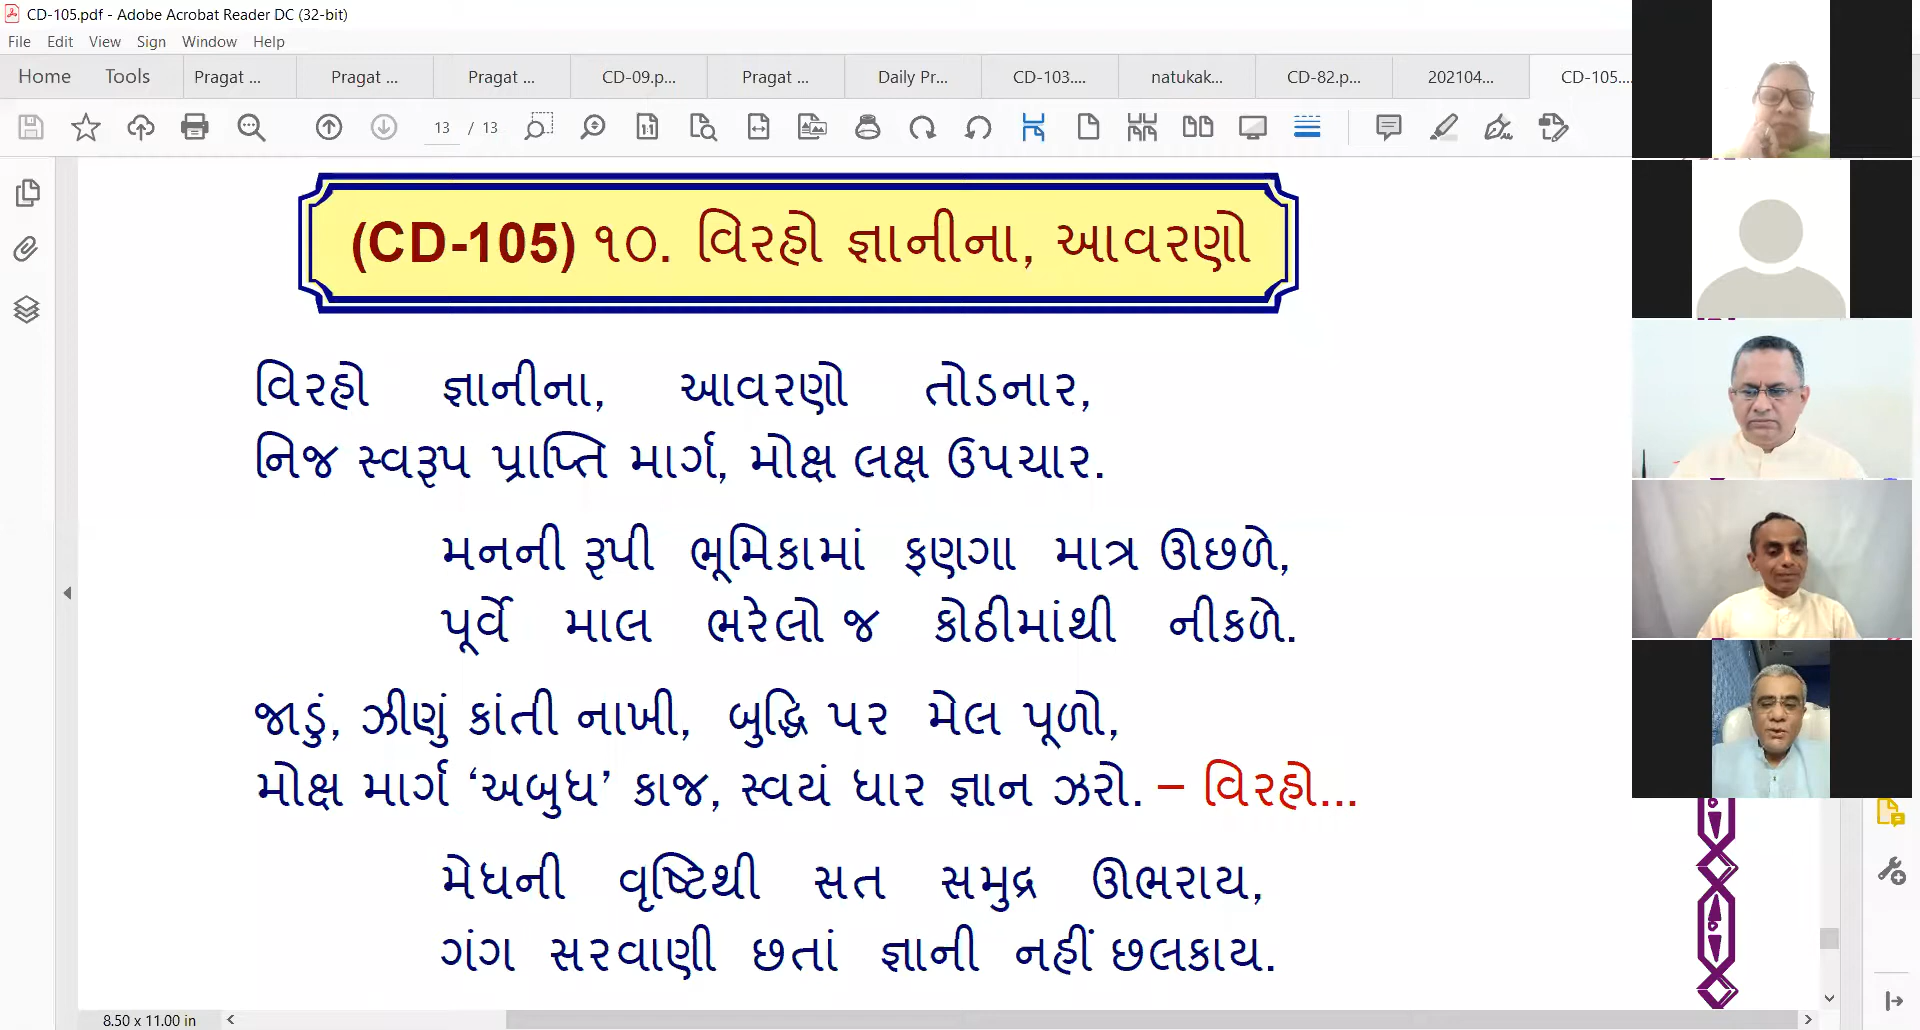 CD-105.pdf - Adobe Acrobat Reader DC (32-bit)
File Edit View Sign Window Help
Home Tools Pragat ... Pragat ... Pragat ... CD-09.p... Pragat ... Daily Pr... CD-103.... natukak... CD-82.p... 202104... CD-105....
13 / 13
(CD-105) ૧૦. વિરહો જ્ઞાનીના, આવરણો
વિરહો જ્ઞાનીના, આવરણો તોડનાર,
નિજ સ્વરૂપ પ્રાપ્તિ માર્ગ, મોક્ષ લક્ષ ઉપચાર.
મનની રૂપી ભૂમિકામાં ફણગા માત્ર ઊછળે,
પૂર્વે માલ ભરેલો જ કોઠીમાંથી નીકળે.
જાડું, ઝીણું કાંતી નાખી, બુદ્ધિ પર મેલ પૂળો,
મોક્ષ માર્ગ ‘અબુધ’ કાજ, સ્વયં ધાર જ્ઞાન ઝરો. – વિરહો...
મેઘની વૃષ્ટિથી સત સમુદ્ર ઊભરાય,
ગંગ સરવાણી છતાં જ્ઞાની નહીં છલકાય.
8.50 x 11.00 in